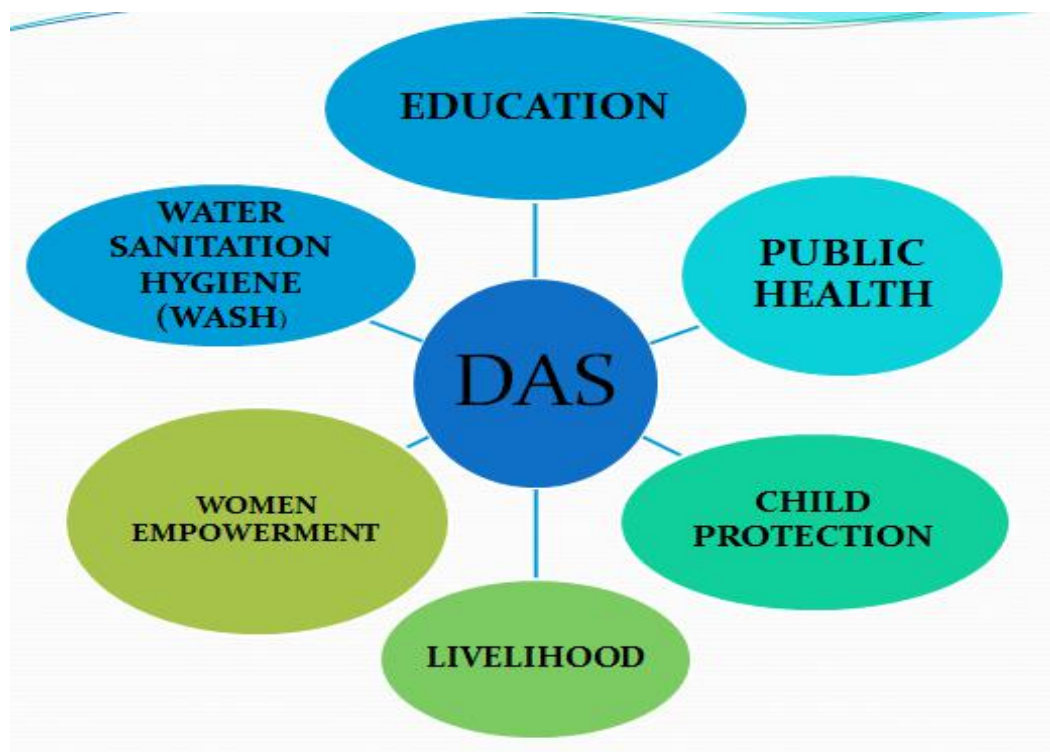 EDUCATION
WATER
SANITATION
HYGIENE
(WASH)
PUBLIC
HEALTH
DAS
WOMEN
EMPOWERMENT
CHILD
PROTECTION
LIVELIHOOD